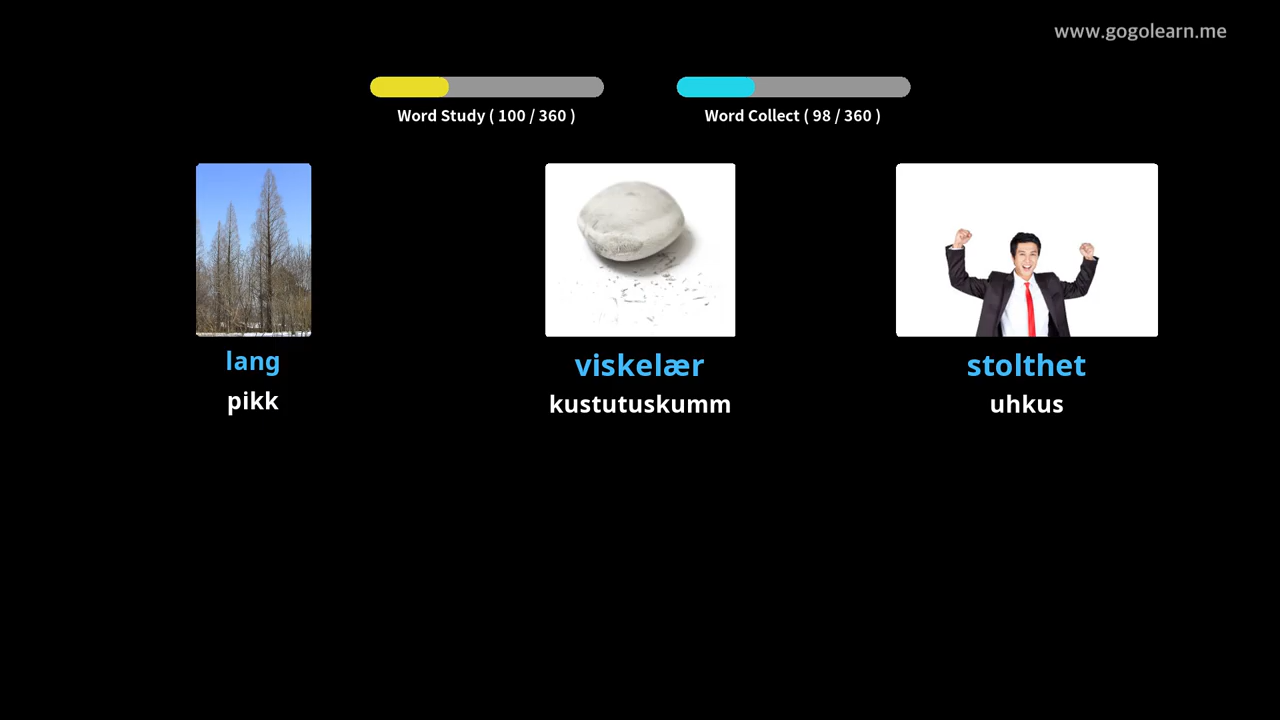 www.gogolearn.me
Word Study ( 100 / 360 )
Word Collect ( 98 / 360 )
lang
pikk
viskelær
kustutuskumm
stolthet
uhkus